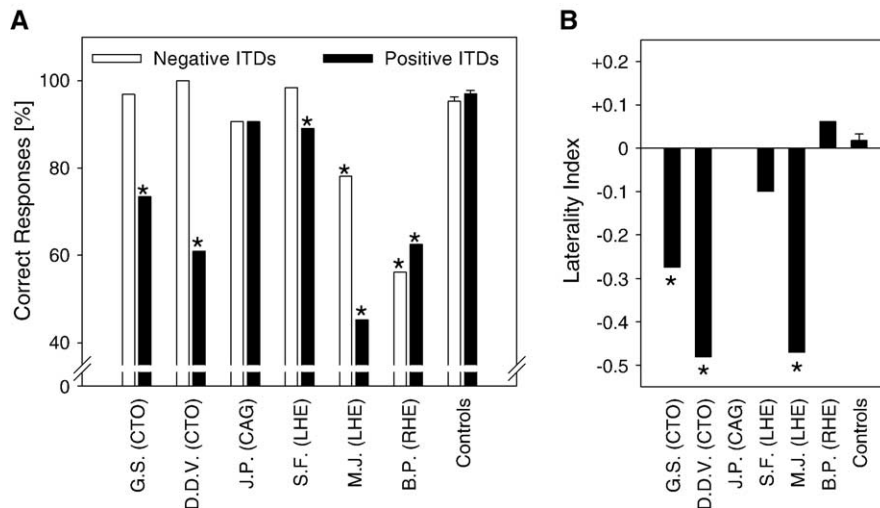 A
Negative ITDs
Positive ITDs
Correct Responses [%]
100
80
60
40
0
*
*
*
*
*
*
*
G.S. (CTO)
D.D.V. (CTO)
J.P. (CAG)
S.F. (LHE)
M.J. (LHE)
B.P. (RHE)
Controls
B
Laterality Index
+0.2
+0.1
0
-0.1
-0.2
-0.3
-0.4
-0.5
*
*
*
G.S. (CTO)
D.D.V. (CTO)
J.P. (CAG)
S.F. (LHE)
M.J. (LHE)
B.P. (RHE)
Controls